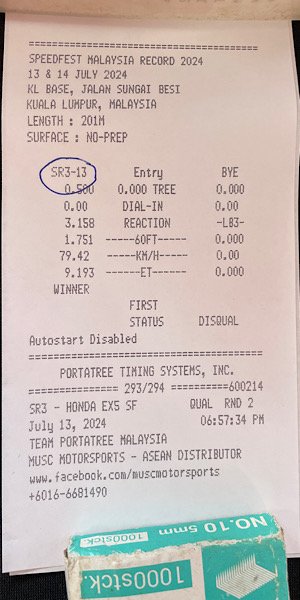 ==========================================
SPEEDFEST MALAYSIA RECORD 2024
13 & 14 JULY 2024
KL BASE, JALAN SUNGAI BESI
KUALA LUMPUR, MALAYSIA
LENGTH : 201M
SURFACE : NO-PREP
SR3-13 Entry BYE
0.500 0.000 TREE 0.000
0.00 DIAL-IN 0.00
3.158 REACTION -LB3-
1.751 ------60FT------ 0.000
79.42 ------KM/H------ 0.00
9.193 -------ET------- 0.000
WINNER
FIRST
STATUS DISQUAL
Autostart Disabled
==========================================
PORTATREE TIMING SYSTEMS, INC.
================ 293/294 ==========600214
SR3 - HONDA EX5 SF QUAL RND 2
July 13, 2024 06:57:34 PM
TEAM PORTATREE MALAYSIA
MUSC MOTORSPORTS - ASEAN DISTRIBUTOR
www.facebook.com/muscmotorsports
+6016-6681490
NO.10 5mm
1000stck.
1000stck.